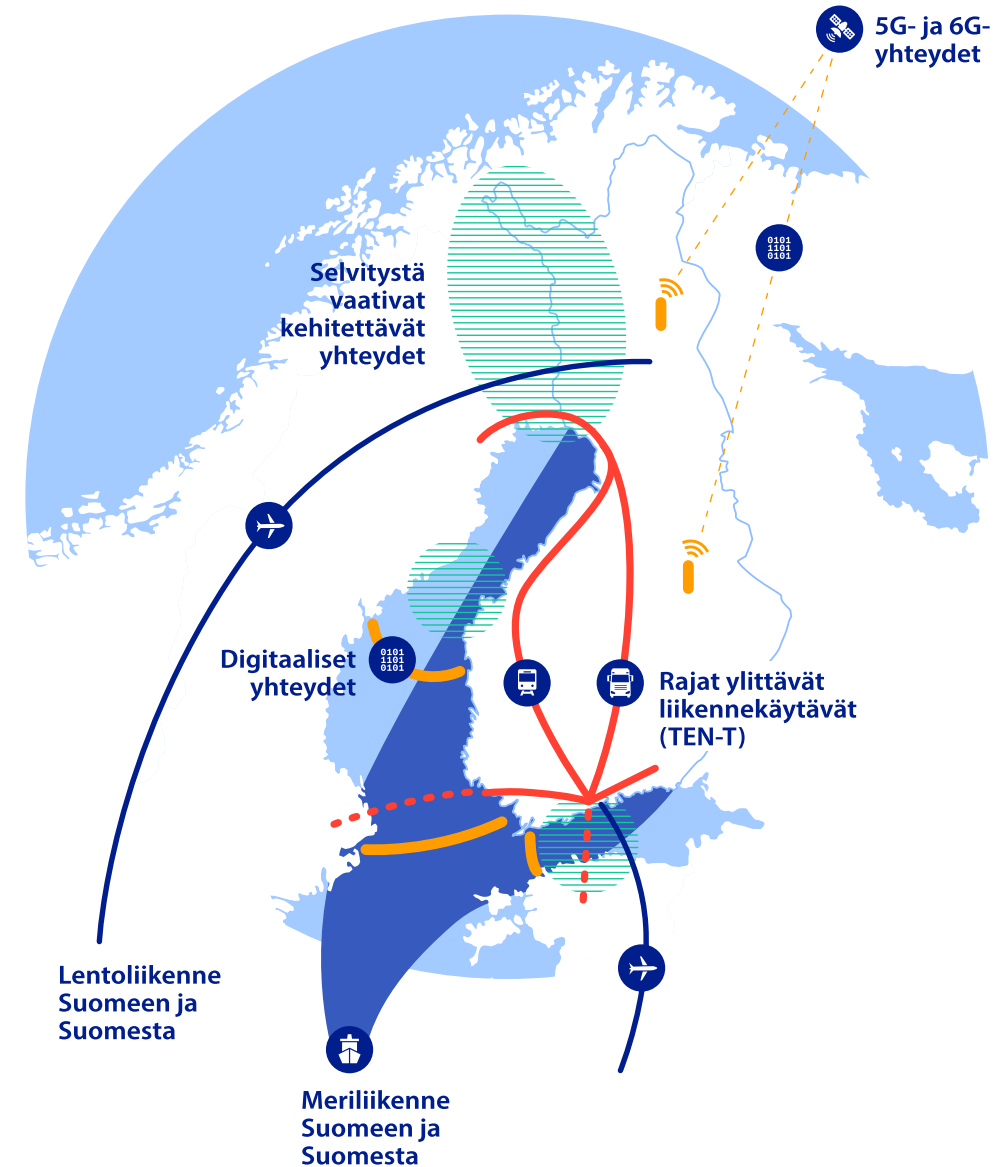 5G- ja 6G-
yhteydet
0101
1101
0101
Selvitystä
vaativat
kehitettävät
yhteydet
Digitaaliset
yhteydet
0101
1101
0101
Rajat ylittävät
liikennekäytävät
(TEN-T)
Lentoliikenne
Suomeen ja
Suomesta
Meriliikenne
Suomeen ja
Suomesta